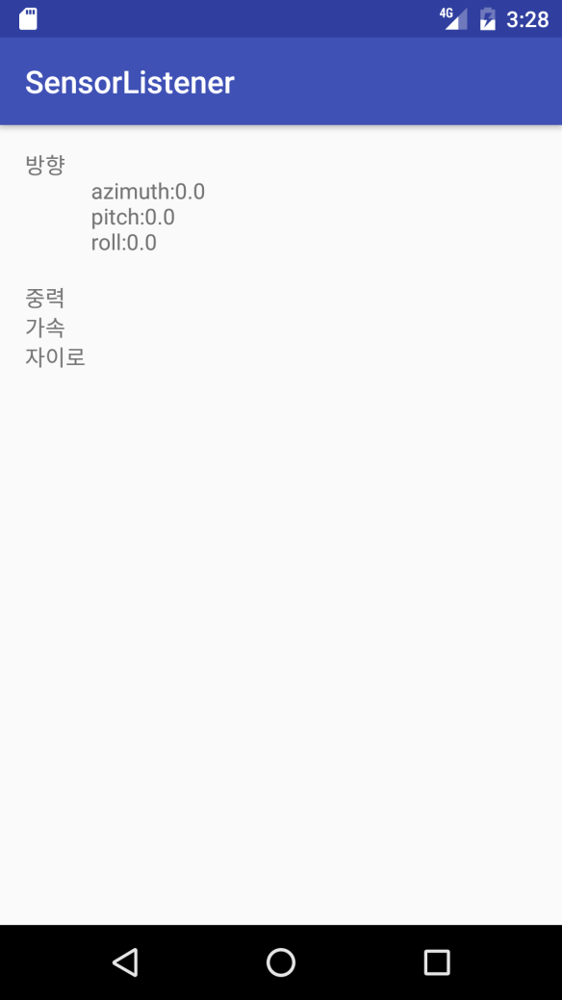 4G 3:28
SensorListener
방향
azimuth:0.0
pitch:0.0
roll:0.0
중력
가속
자이로